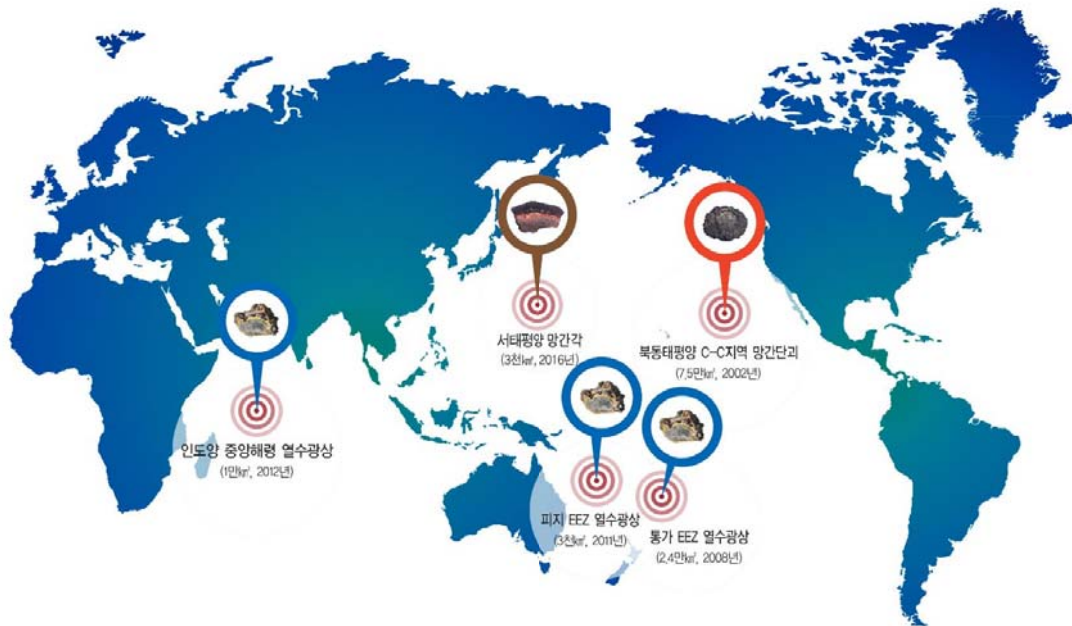 서태평양 망간각
(3천㎢, 2016년)
북동태평양 C-C지역 망간단괴
(7.5만㎢, 2002년)
인도양 중앙해령 열수광상
(1만㎢, 2012년)
피지 EEZ 열수광상
(3천㎢, 2011년)
통가 EEZ 열수광상
(2.4만㎢, 2008년)